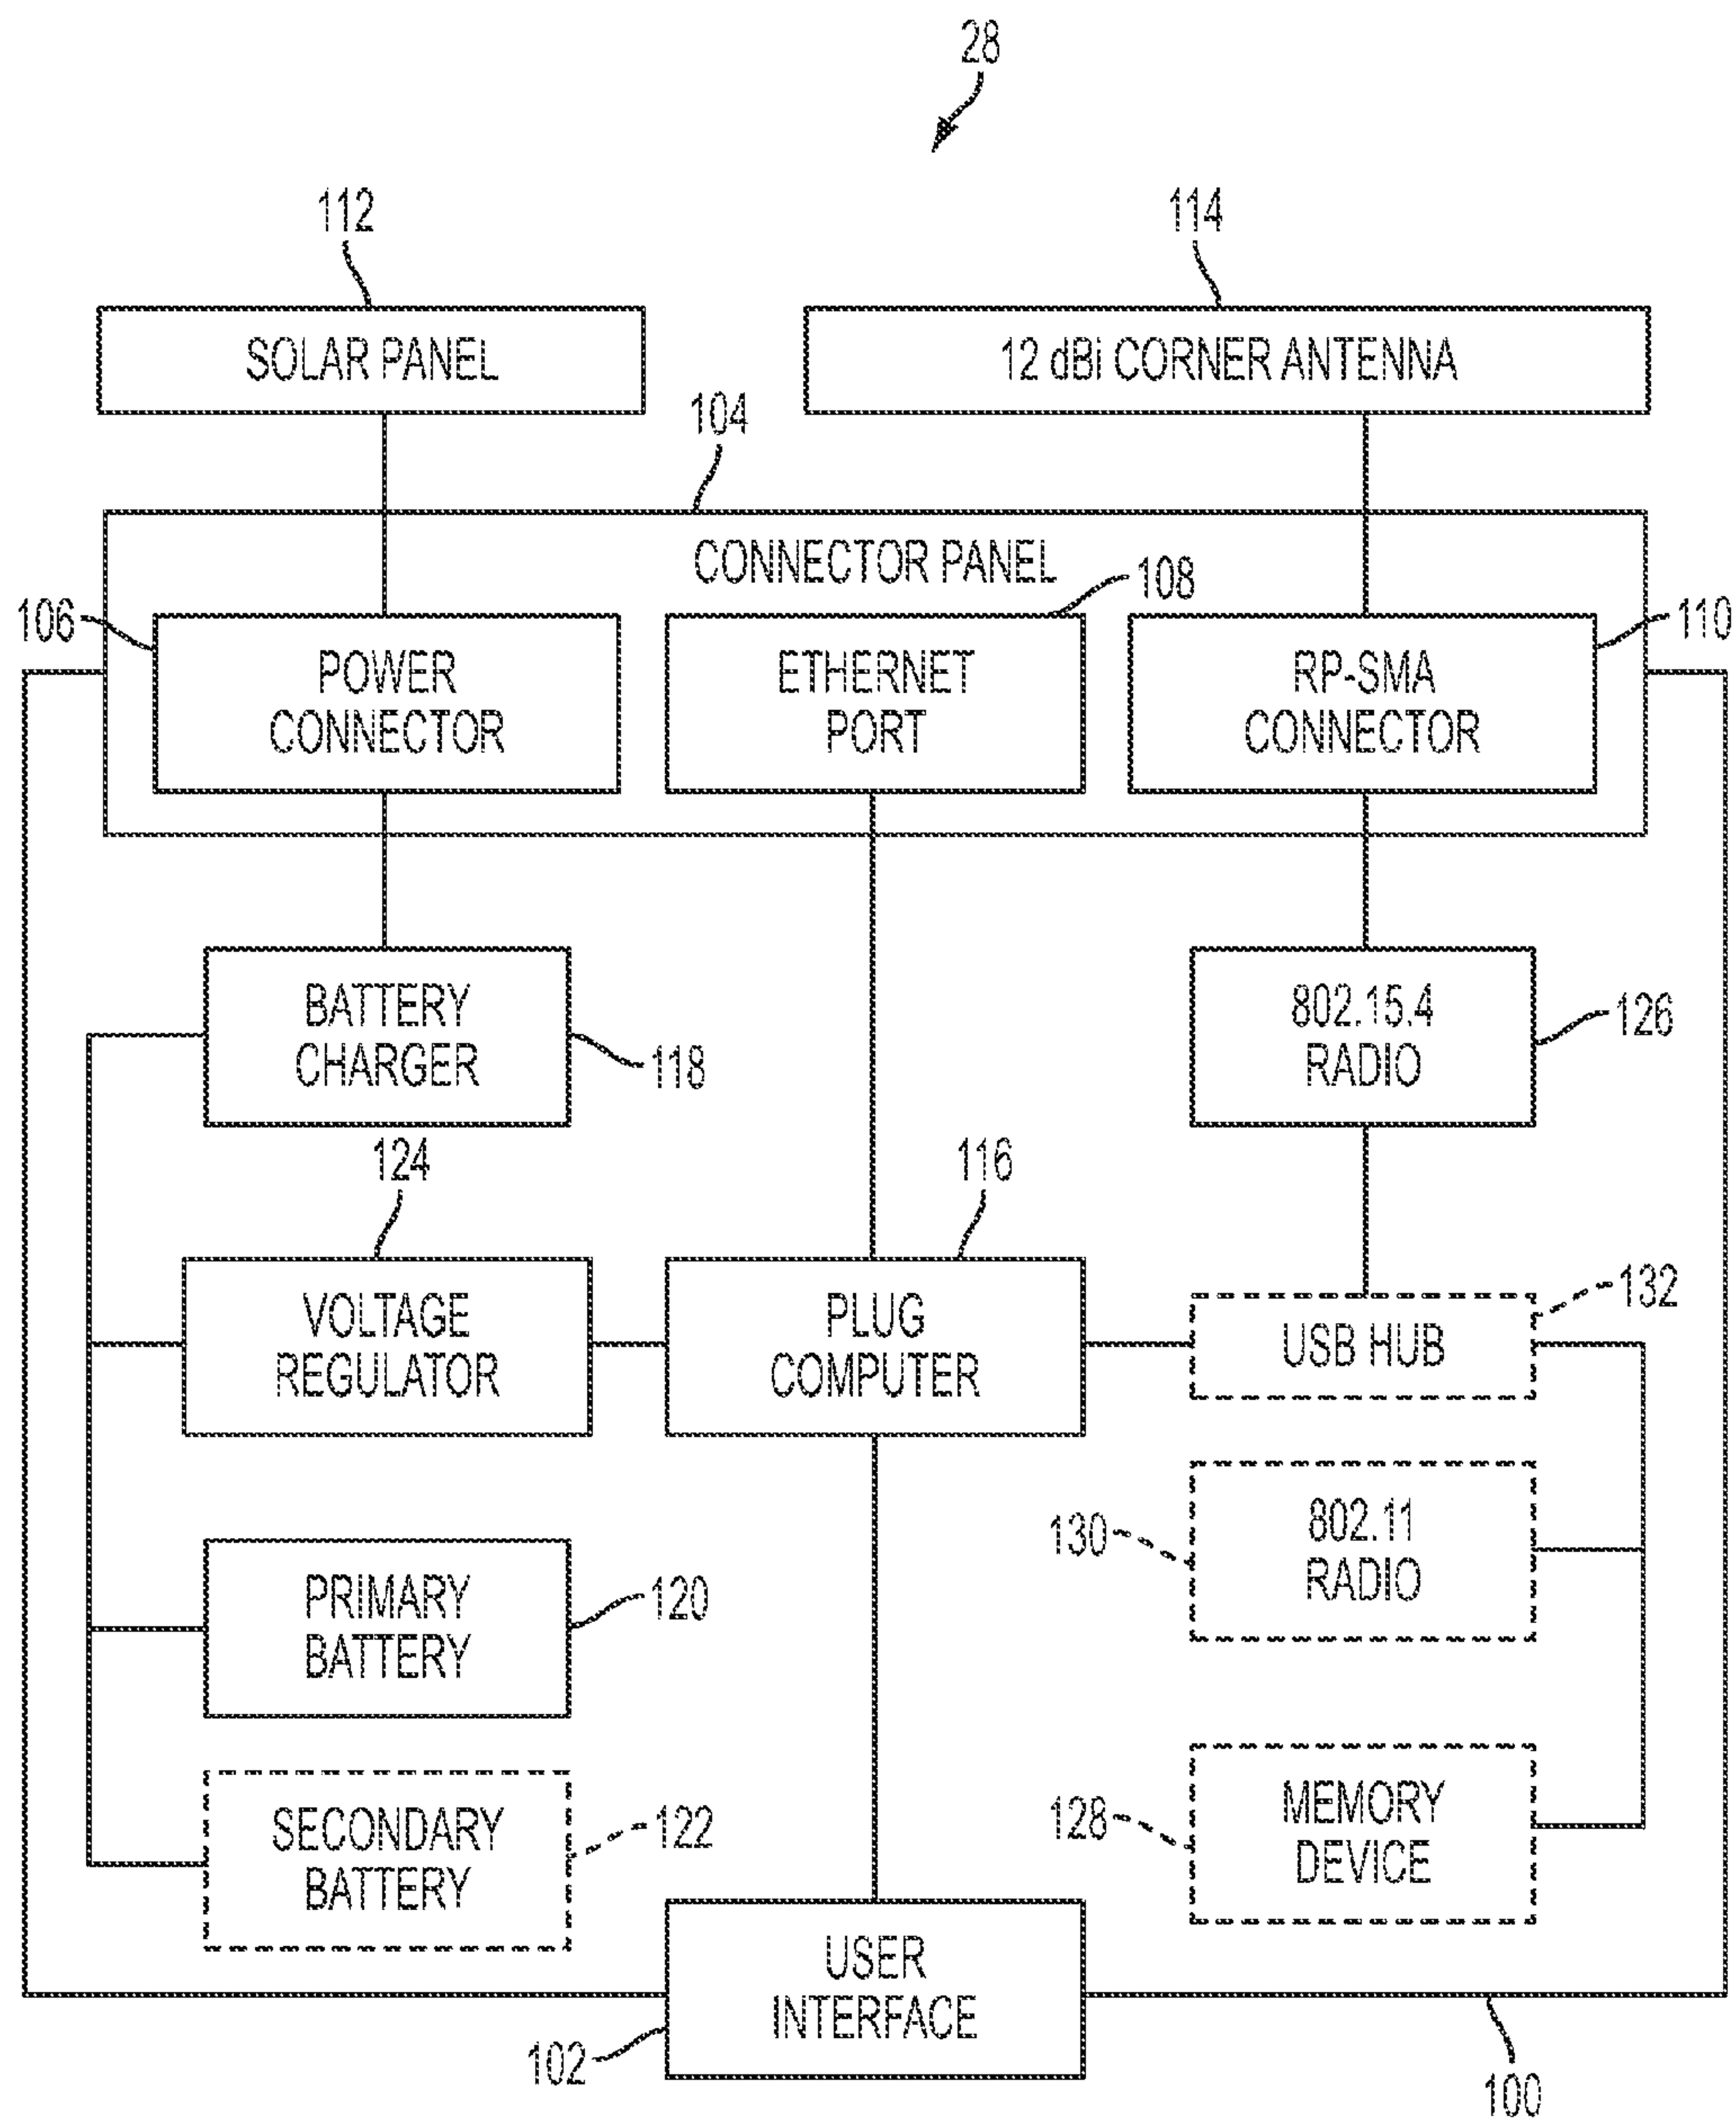 28
112
114
SOLAR PANEL
12 dBi CORNER ANTENNA
104
CONNECTOR PANEL
106
108
110
POWER
CONNECTOR
ETHERNET
PORT
RP-SMA
CONNECTOR
BATTERY
CHARGER
118
802.15.4
RADIO
126
124
116
VOLTAGE
REGULATOR
PLUG
COMPUTER
USB HUB
132
130
802.11
RADIO
PRIMARY
BATTERY
120
SECONDARY
BATTERY
122
128
MEMORY
DEVICE
USER
INTERFACE
102
100